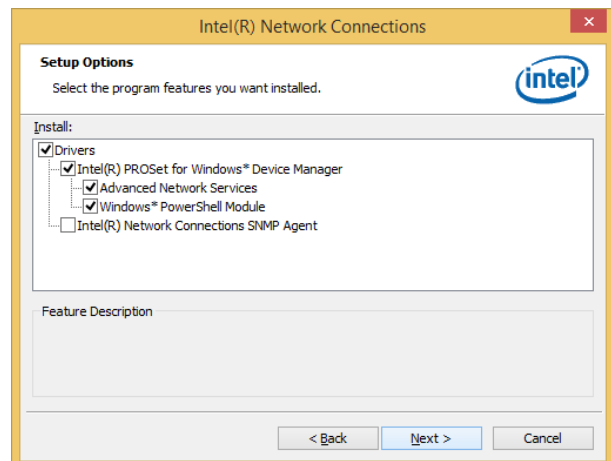 Intel(R) Network Connections
Setup Options
Select the program features you want installed.
intel
Install:
Drivers
Intel(R) PROSet for Windows* Device Manager
Advanced Network Services
Windows* PowerShell Module
Intel(R) Network Connections SNMP Agent
Feature Description
< Back Next > Cancel